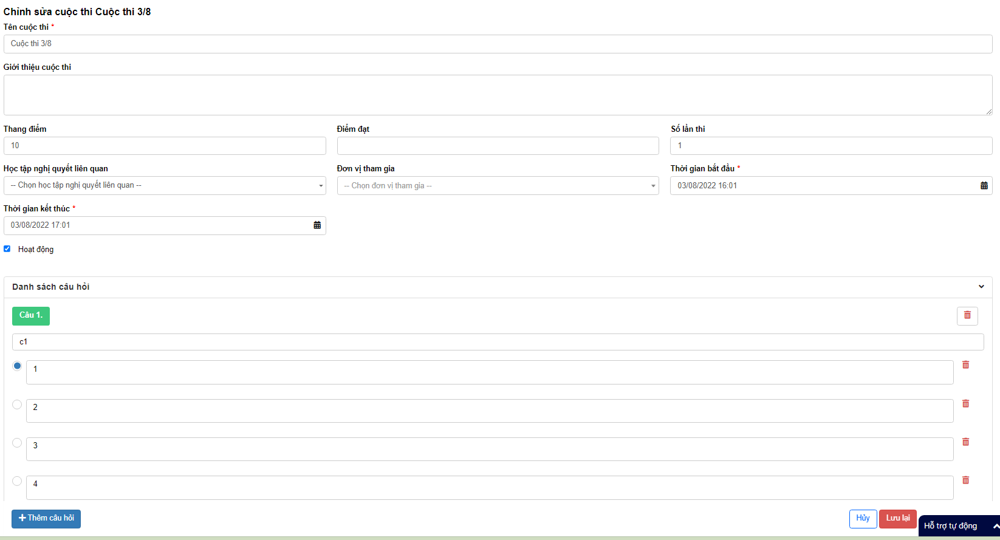 Chỉnh sửa cuộc thi Cuộc thi 3/8
Tên cuộc thi *
Cuộc thi 3/8
Giới thiệu cuộc thi
Thang điểm
Điểm đạt
Số lần thi
10
1
Học tập nghị quyết liên quan
Đơn vị tham gia
Thời gian bắt đầu *
-- Chọn học tập nghị quyết liên quan --
-- Chọn đơn vị tham gia --
03/08/2022 16:01
Thời gian kết thúc *
03/08/2022 17:01
Hoạt động
Danh sách câu hỏi
Câu 1.
c1
1
2
3
4
Thêm câu hỏi
Hủy
Lưu lại
Hỗ trợ tự động